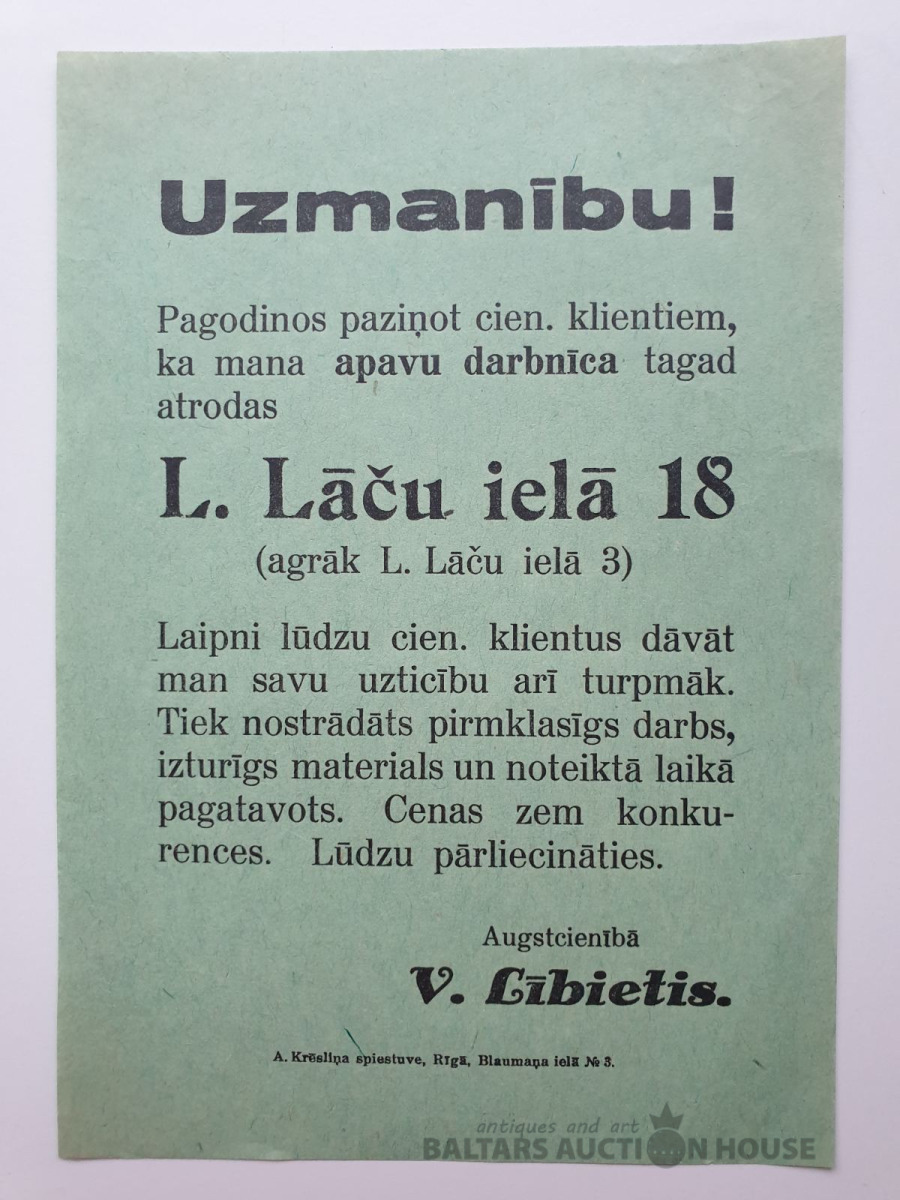 Uzmanību!
Pagodinos paziņot cien. klientiem,
ka mana apavu darbnīca tagad
atrodas
L. Lāču ielā 18
(agrāk L. Lāču ielā 3)
Laipni lūdzu cien. klientus dāvāt
man savu uzticību arī turpmāk.
Tiek nostrādāts pirmklasīgs darbs,
izturīgs materials un noteiktā laikā
pagatavots. Cenas zem konku-
rences. Lūdzu pārliecināties.
Augstcienībā
V. Lībietis.
A. Krēsliņa spiestuve, Rīgā, Blaumaņa ielā № 3.
antiques and art
BALTARS AUCTION HOUSE